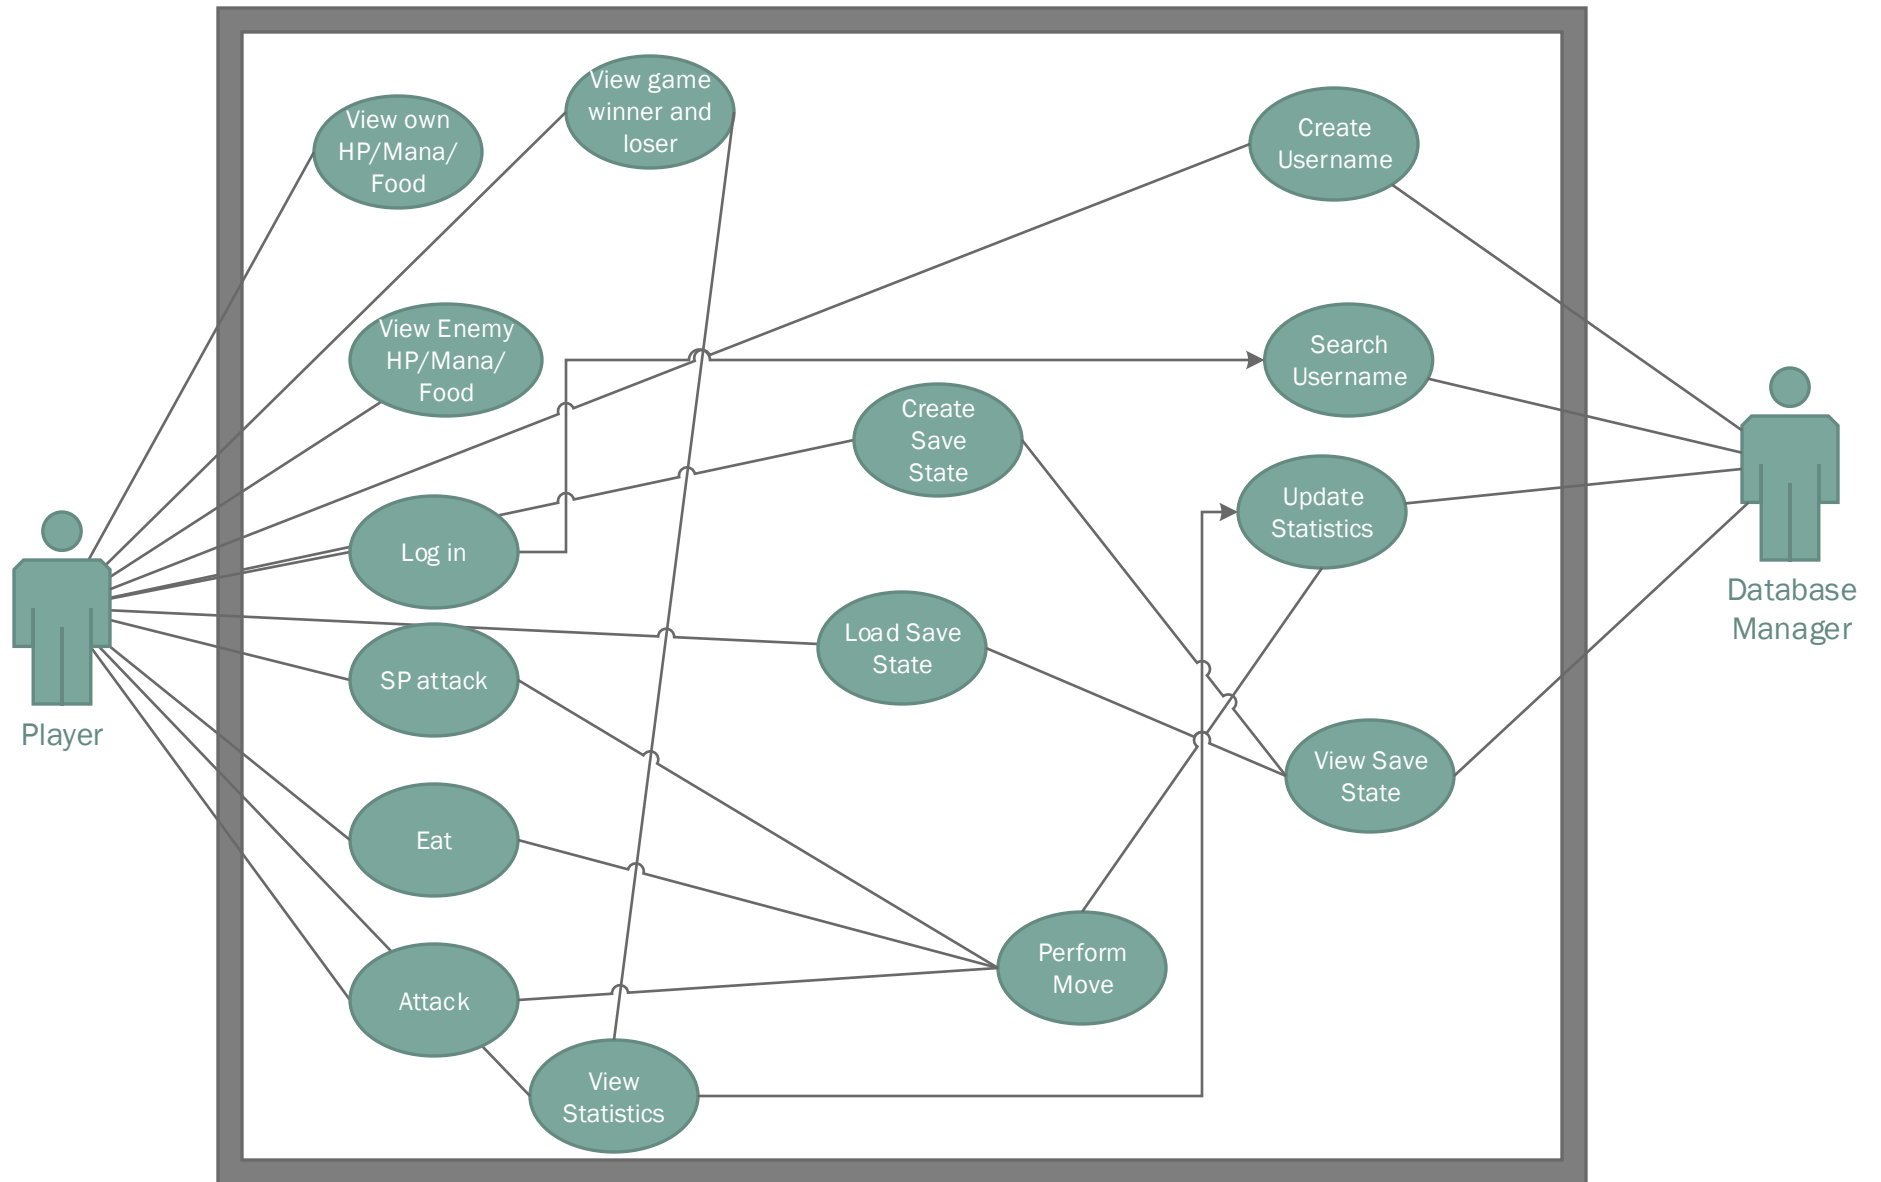 View own
HP/Mana/
Food
View game
winner and
loser
Create
Username
View Enemy
HP/Mana/
Food
Search
Username
Create
Save
State
Log in
Update
Statistics
Load Save
State
SP attack
Player
Database
Manager
View Save
State
Eat
Attack
Perform
Move
View
Statistics